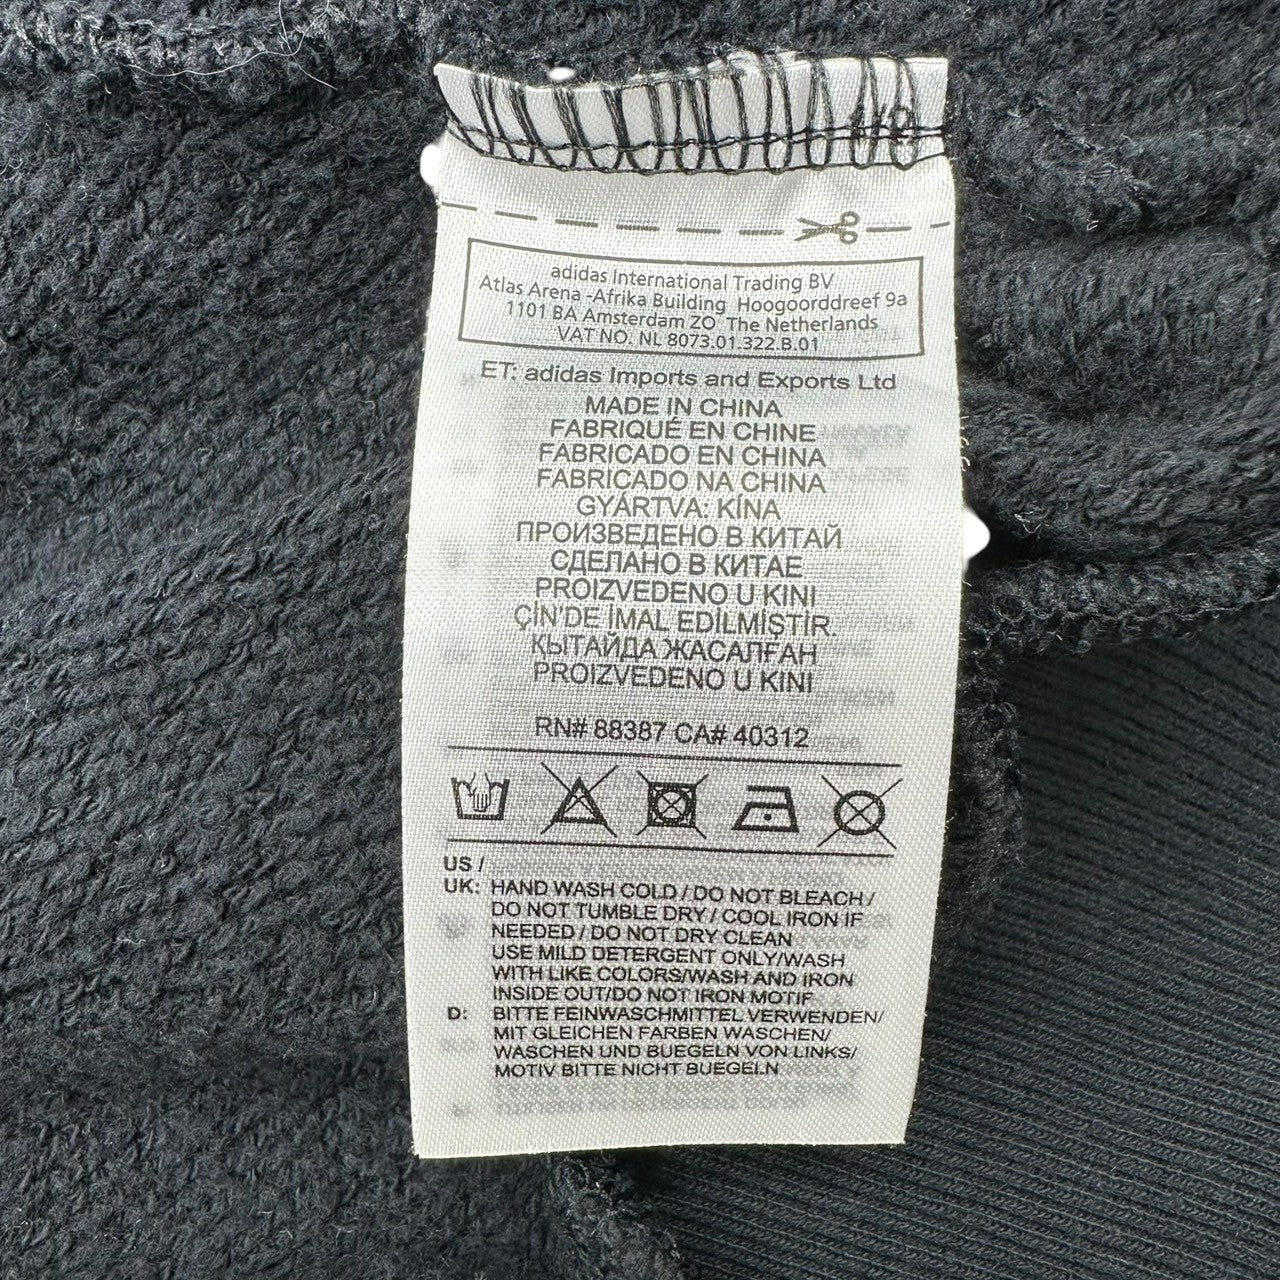 adidas International Trading BV
Atlas Arena -Afrika Building Hoogoorddreef 9a
1101 BA Amsterdam ZO The Netherlands
VAT NO. NL 8073.01.322.B.01
ET: adidas Imports and Exports Ltd
MADE IN CHINA
FABRIQUÉ EN CHINE
FABRICADO EN CHINA
FABRICADO NA CHINA
GYÁRTVA: KÍNA
ПРОИЗВЕДЕНО В КИТАЙ
СДЕЛАНО В КИТАЕ
PROIZVEDENO U KINI
ÇİN'DE İMAL EDİLMİŞTİR.
ҚЫТАЙДА ЖАСАЛҒАН
PROIZVEDENO U KINI
RN# 88387 CA# 40312
US /
UK: HAND WASH COLD / DO NOT BLEACH /
DO NOT TUMBLE DRY / COOL IRON IF
NEEDED / DO NOT DRY CLEAN
USE MILD DETERGENT ONLY/WASH
WITH LIKE COLORS/WASH AND IRON
INSIDE OUT/DO NOT IRON MOTIF
D: BITTE FEINWASCHMITTEL VERWENDEN/
MIT GLEICHEN FARBEN WASCHEN/
WASCHEN UND BUEGELN VON LINKS/
MOTIV BITTE NICHT BUEGELN